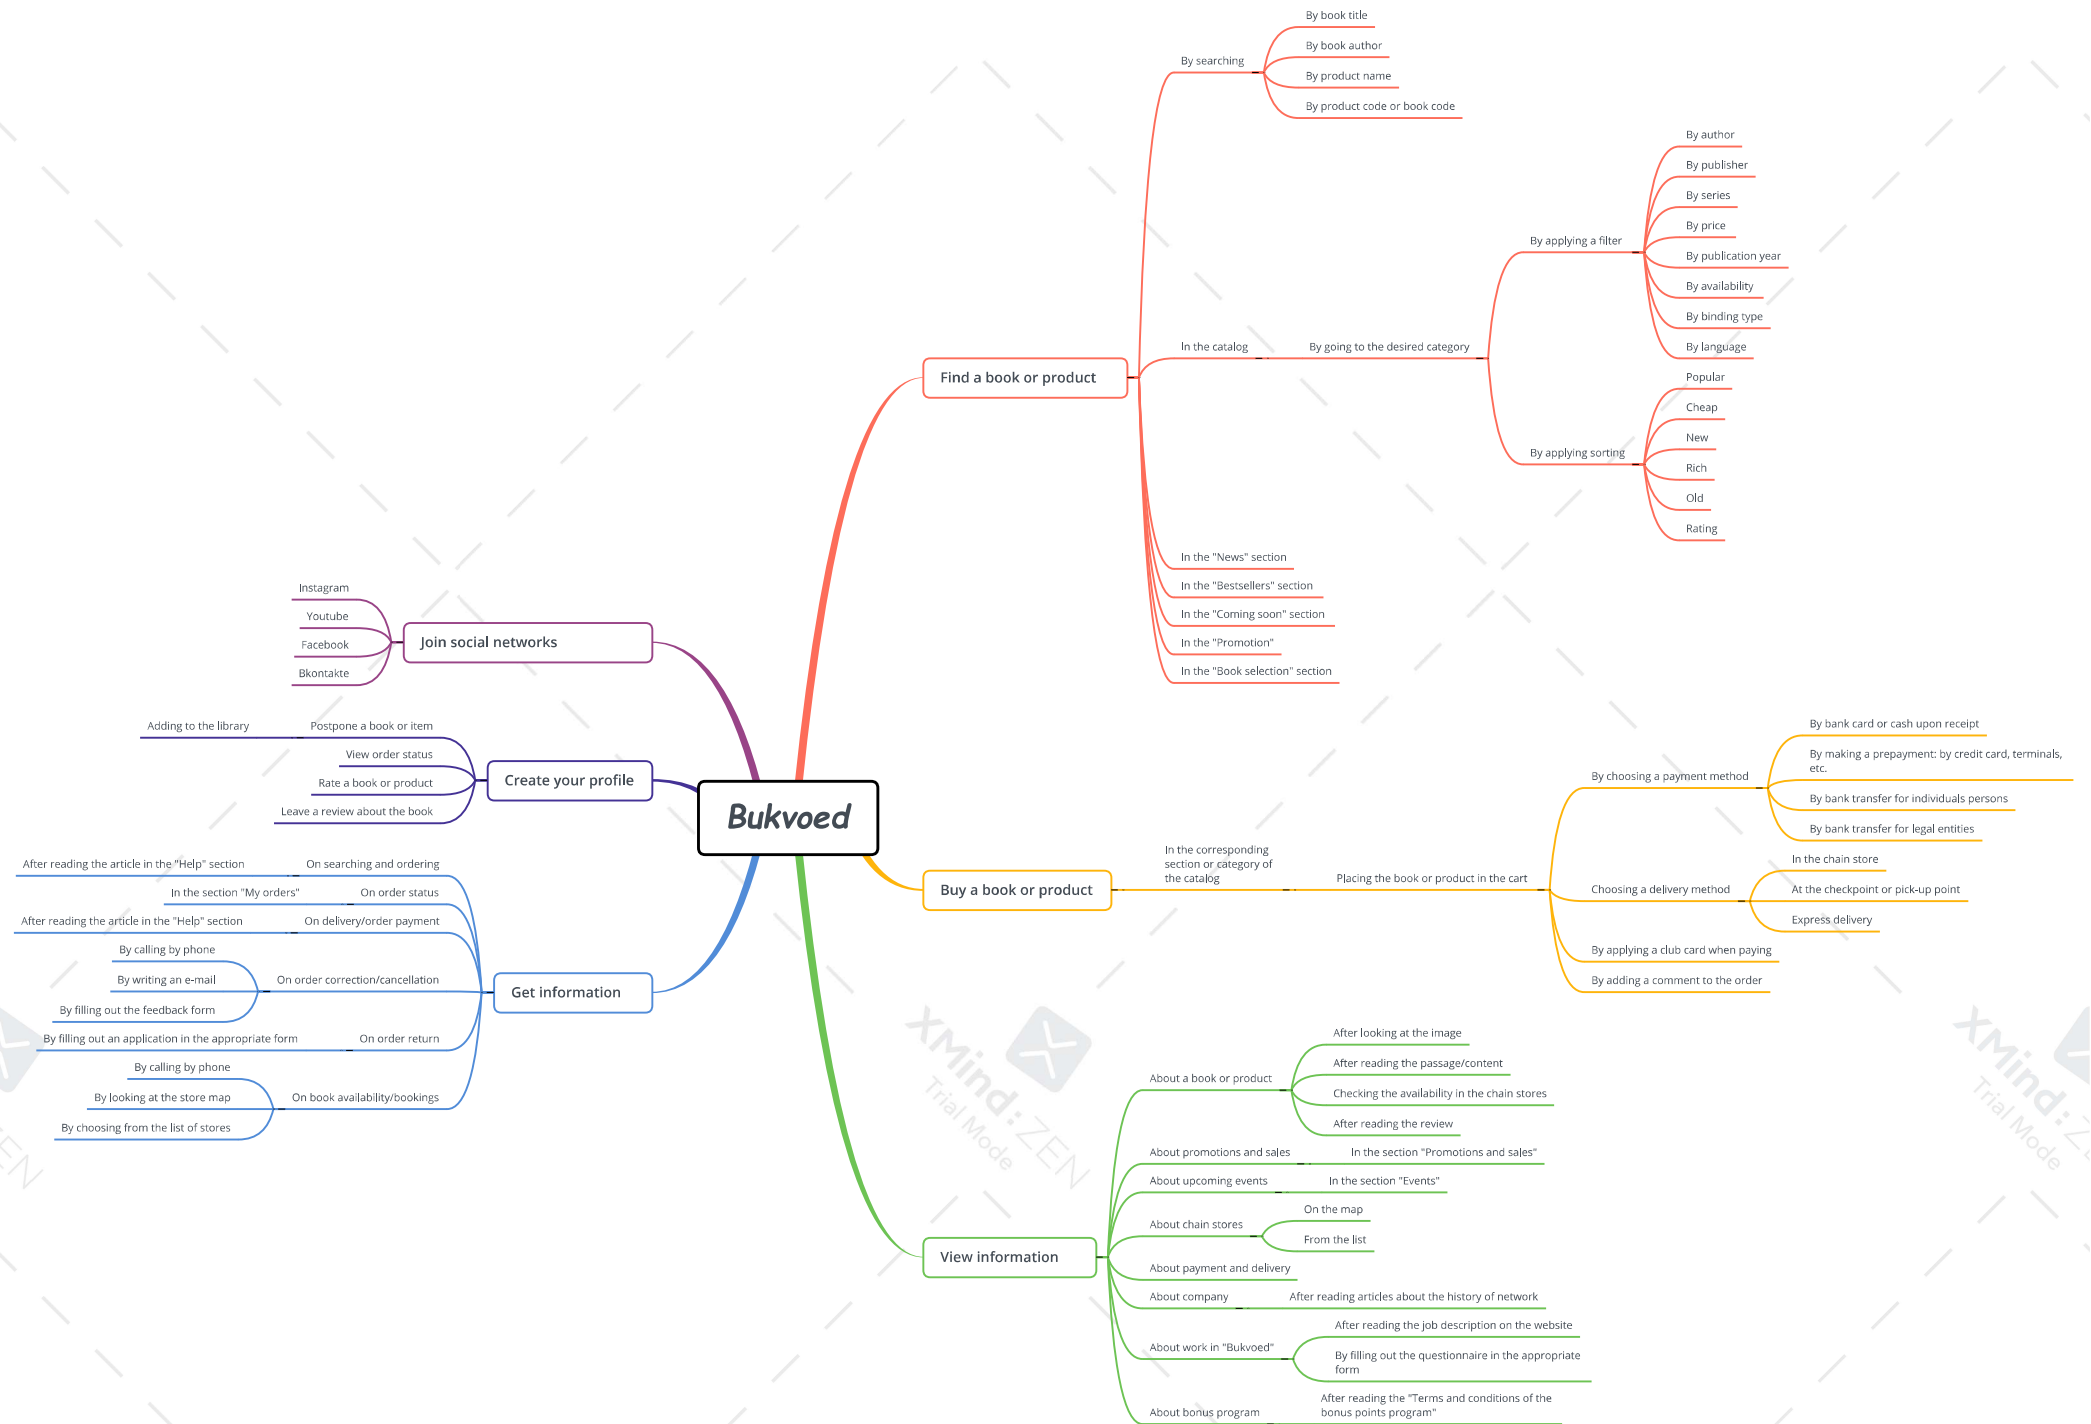 Bukvoed
Find a book or product
By searching
By book title
By book author
By product name
By product code or book code
In the catalog
By going to the desired category
By applying a filter
By author
By publisher
By series
By price
By publication year
By availability
By binding type
By language
By applying sorting
Popular
Cheap
New
Rich
Old
Rating
In the "News" section
In the "Bestsellers" section
In the "Coming soon" section
In the "Promotion"
In the "Book selection" section
Buy a book or product
In the corresponding
section or category of
the catalog
Placing the book or product in the cart
By choosing a payment method
By bank card or cash upon receipt
By making a prepayment: by credit card, terminals,
etc.
By bank transfer for individuals persons
By bank transfer for legal entities
Choosing a delivery method
In the chain store
At the checkpoint or pick-up point
Express delivery
By applying a club card when paying
By adding a comment to the order
View information
About a book or product
After looking at the image
After reading the passage/content
Checking the availability in the chain stores
After reading the review
About promotions and sales
In the section "Promotions and sales"
About upcoming events
In the section "Events"
About chain stores
On the map
From the list
About payment and delivery
About company
After reading articles about the history of network
About work in "Bukvoed"
After reading the job description on the website
By filling out the questionnaire in the appropriate
form
About bonus program
After reading the "Terms and conditions of the
bonus points program"
Join social networks
Instagram
Youtube
Facebook
Bkontakte
Create your profile
Postpone a book or item
Adding to the library
View order status
Rate a book or product
Leave a review about the book
Get information
On searching and ordering
After reading the article in the "Help" section
On order status
In the section "My orders"
On delivery/order payment
After reading the article in the "Help" section
On order correction/cancellation
By calling by phone
By writing an e-mail
By filling out the feedback form
On order return
By filling out an application in the appropriate form
On book availability/bookings
By calling by phone
By looking at the store map
By choosing from the list of stores
XMind: ZEN
Trial Mode
XMind: Z
Trial Mode
EN